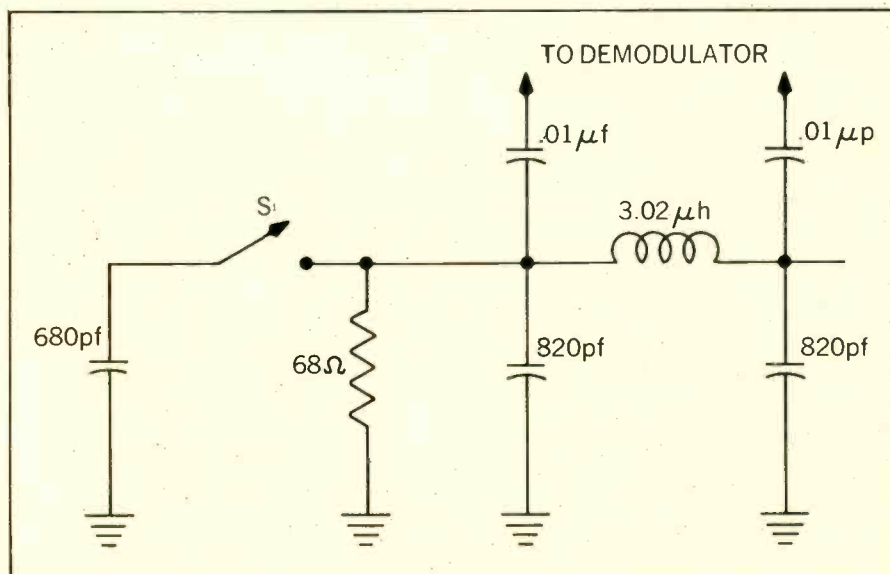 TO DEMODULATOR
.01μf
.01μp
S1
3.02μh
680pf
68Ω
820pf
820pf